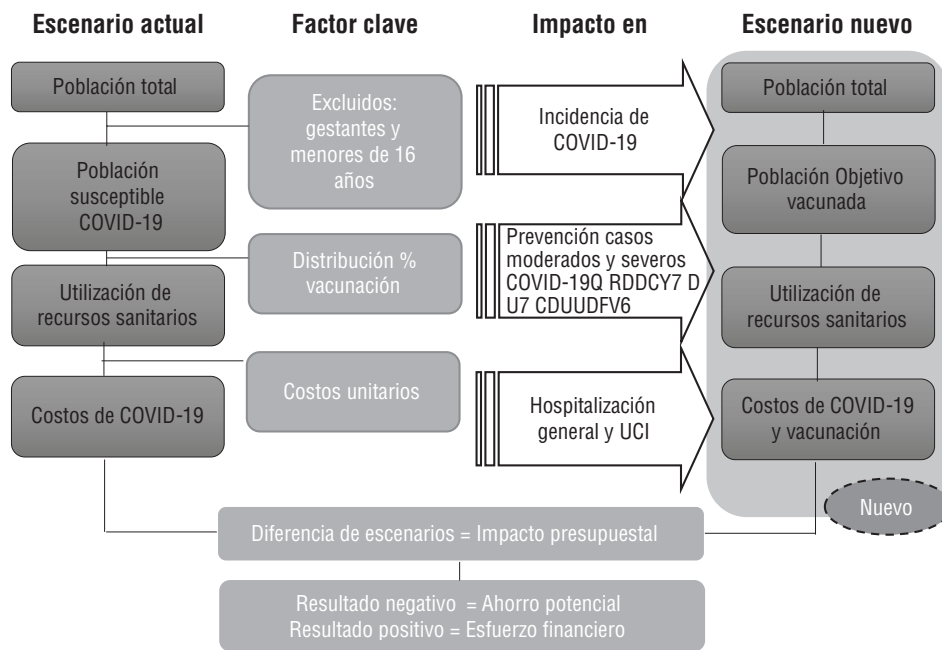 Escenario actual
Factor clave
Impacto en
Escenario nuevo
Población total
Población
susceptible
COVID-19
Utilización de
recursos sanitarios
Costos de COVID-19
Excluidos:
gestantes y
menores de 16
años
Distribución %
vacunación
Costos unitarios
Incidencia de
COVID-19
Prevención casos
moderados y severos
COVID-19Q RDDCY7 D
U7 CDUUDFV6
Hospitalización
general y UCI
Población total
Población Objetivo
vacunada
Utilización de
recursos sanitarios
Costos de COVID-19
y vacunación
Nuevo
Diferencia de escenarios = Impacto presupuestal
Resultado negativo = Ahorro potencial
Resultado positivo = Esfuerzo financiero